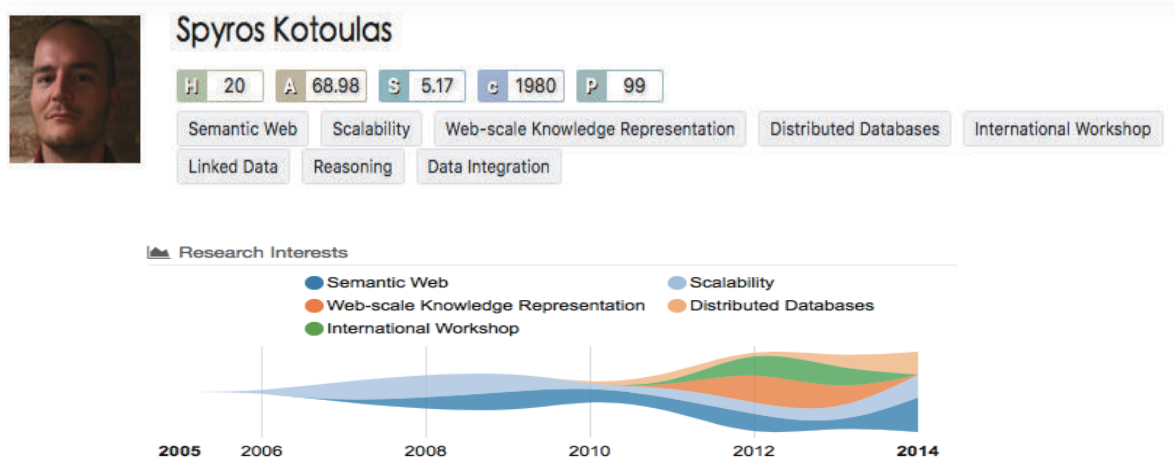 Spyros Kotoulas
H 20 A 68.98 S 5.17 c 1980 P 99
Semantic Web Scalability Web-scale Knowledge Representation Distributed Databases International Workshop
Linked Data Reasoning Data Integration
Research Interests
Semantic Web Scalability
Web-scale Knowledge Representation Distributed Databases
International Workshop
2005 2006 2008 2010 2012 2014